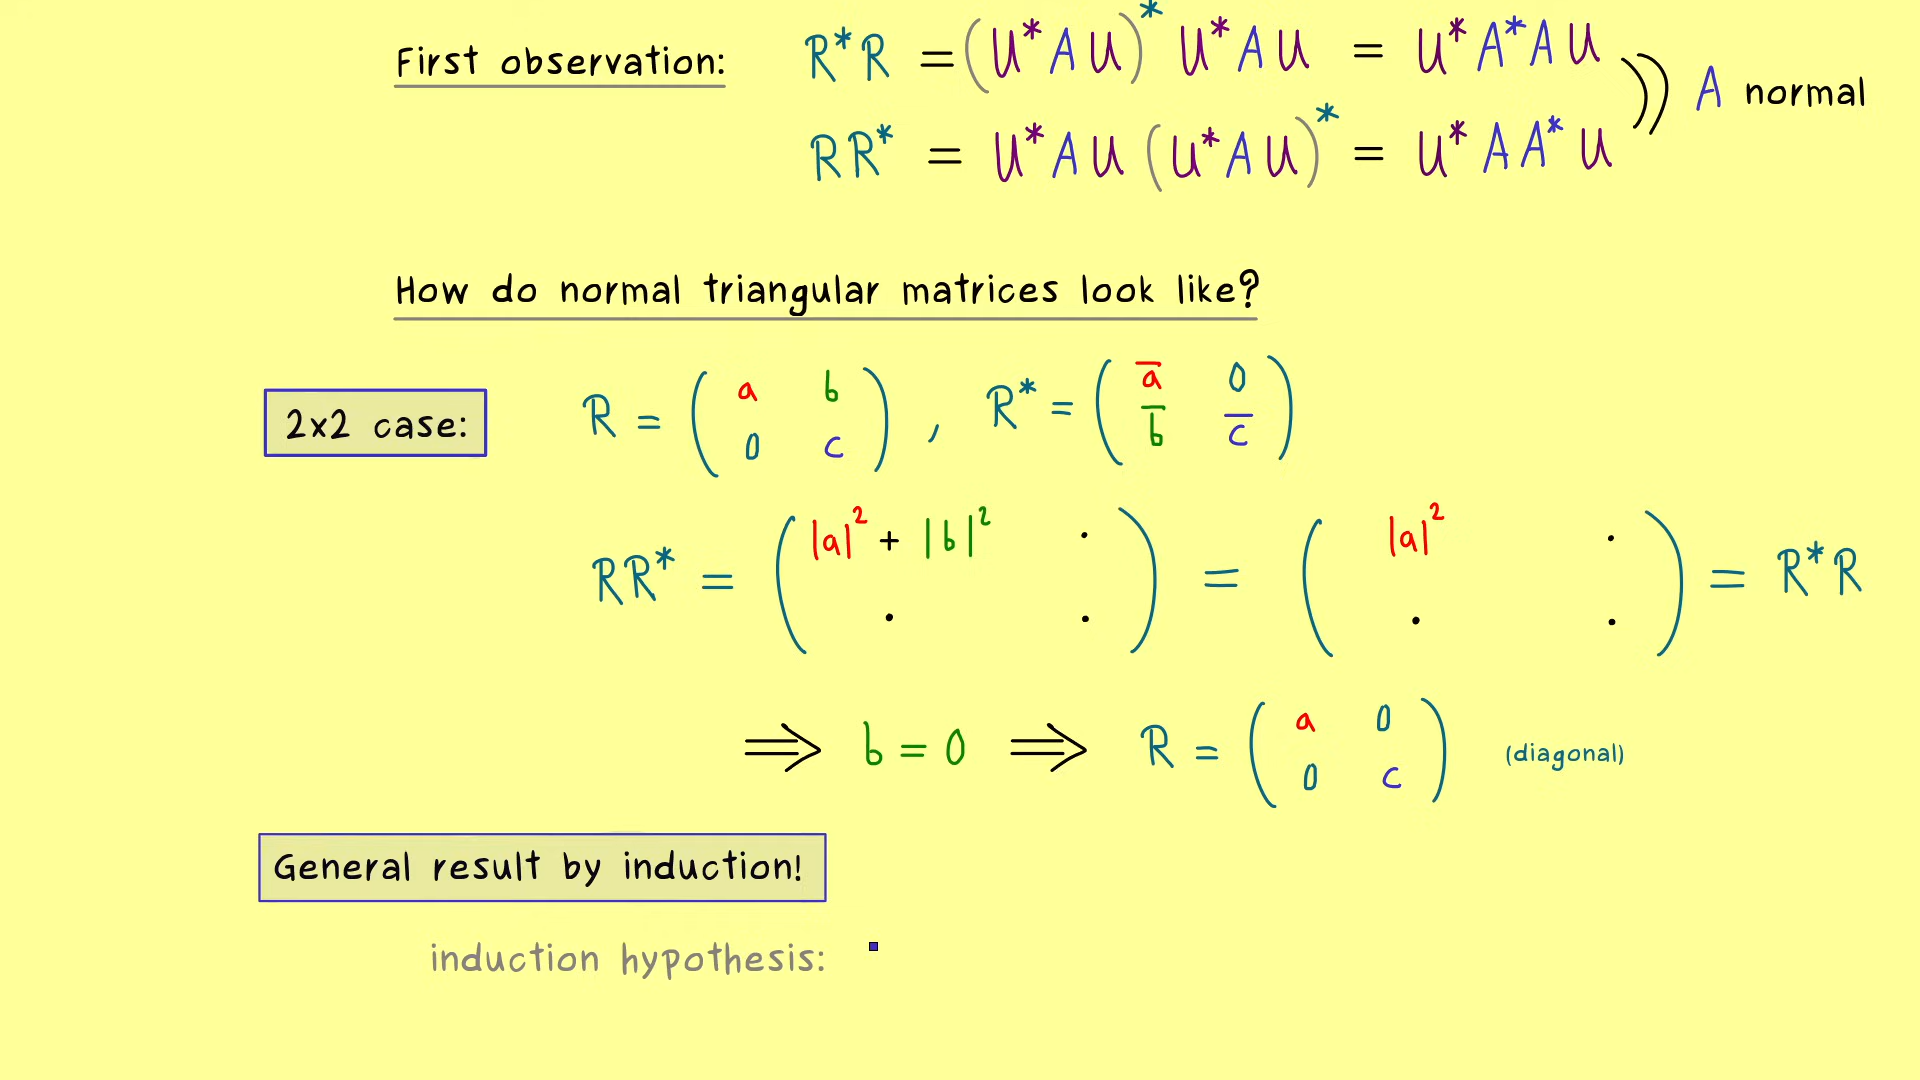 First observation: R*R = (U*AU)* U*AU = U*A*AU
RR* = U*AU (U*AU)* = U*AA*U )) A normal
How do normal triangular matrices look like?
2x2 case: R = ( a b ; 0 c ) , R* = ( a̅ 0 ; b̅ c̅ )
RR* = ( |a|² + |b|² · ; · · ) = ( |a|² · ; · · ) = R*R
⟹ b = 0 ⟹ R = ( a 0 ; 0 c ) (diagonal)
General result by induction!
induction hypothesis: